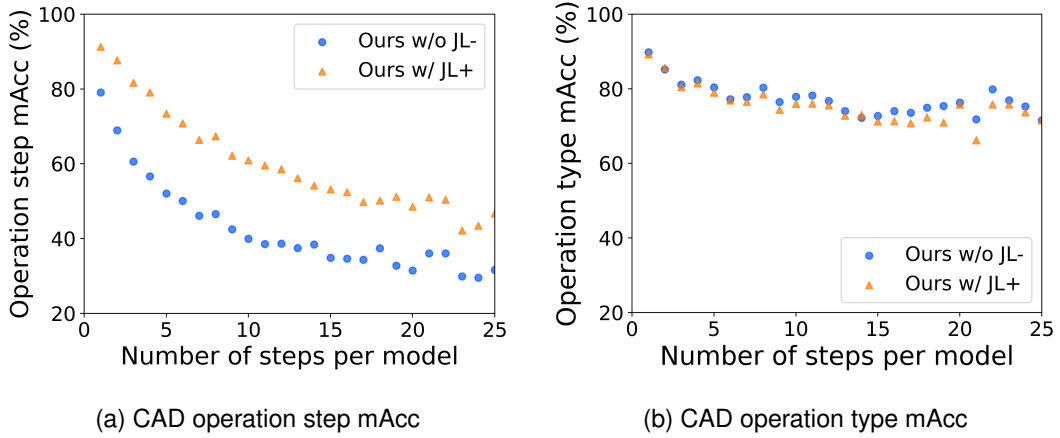 100
80
60
40
20
0
5
10
15
20
25
Operation step mAcc (%)
Number of steps per model
Ours w/o JL-
Ours w/ JL+
(a) CAD operation step mAcc
100
80
60
40
20
0
5
10
15
20
25
Operation type mAcc (%)
Number of steps per model
Ours w/o JL-
Ours w/ JL+
(b) CAD operation type mAcc